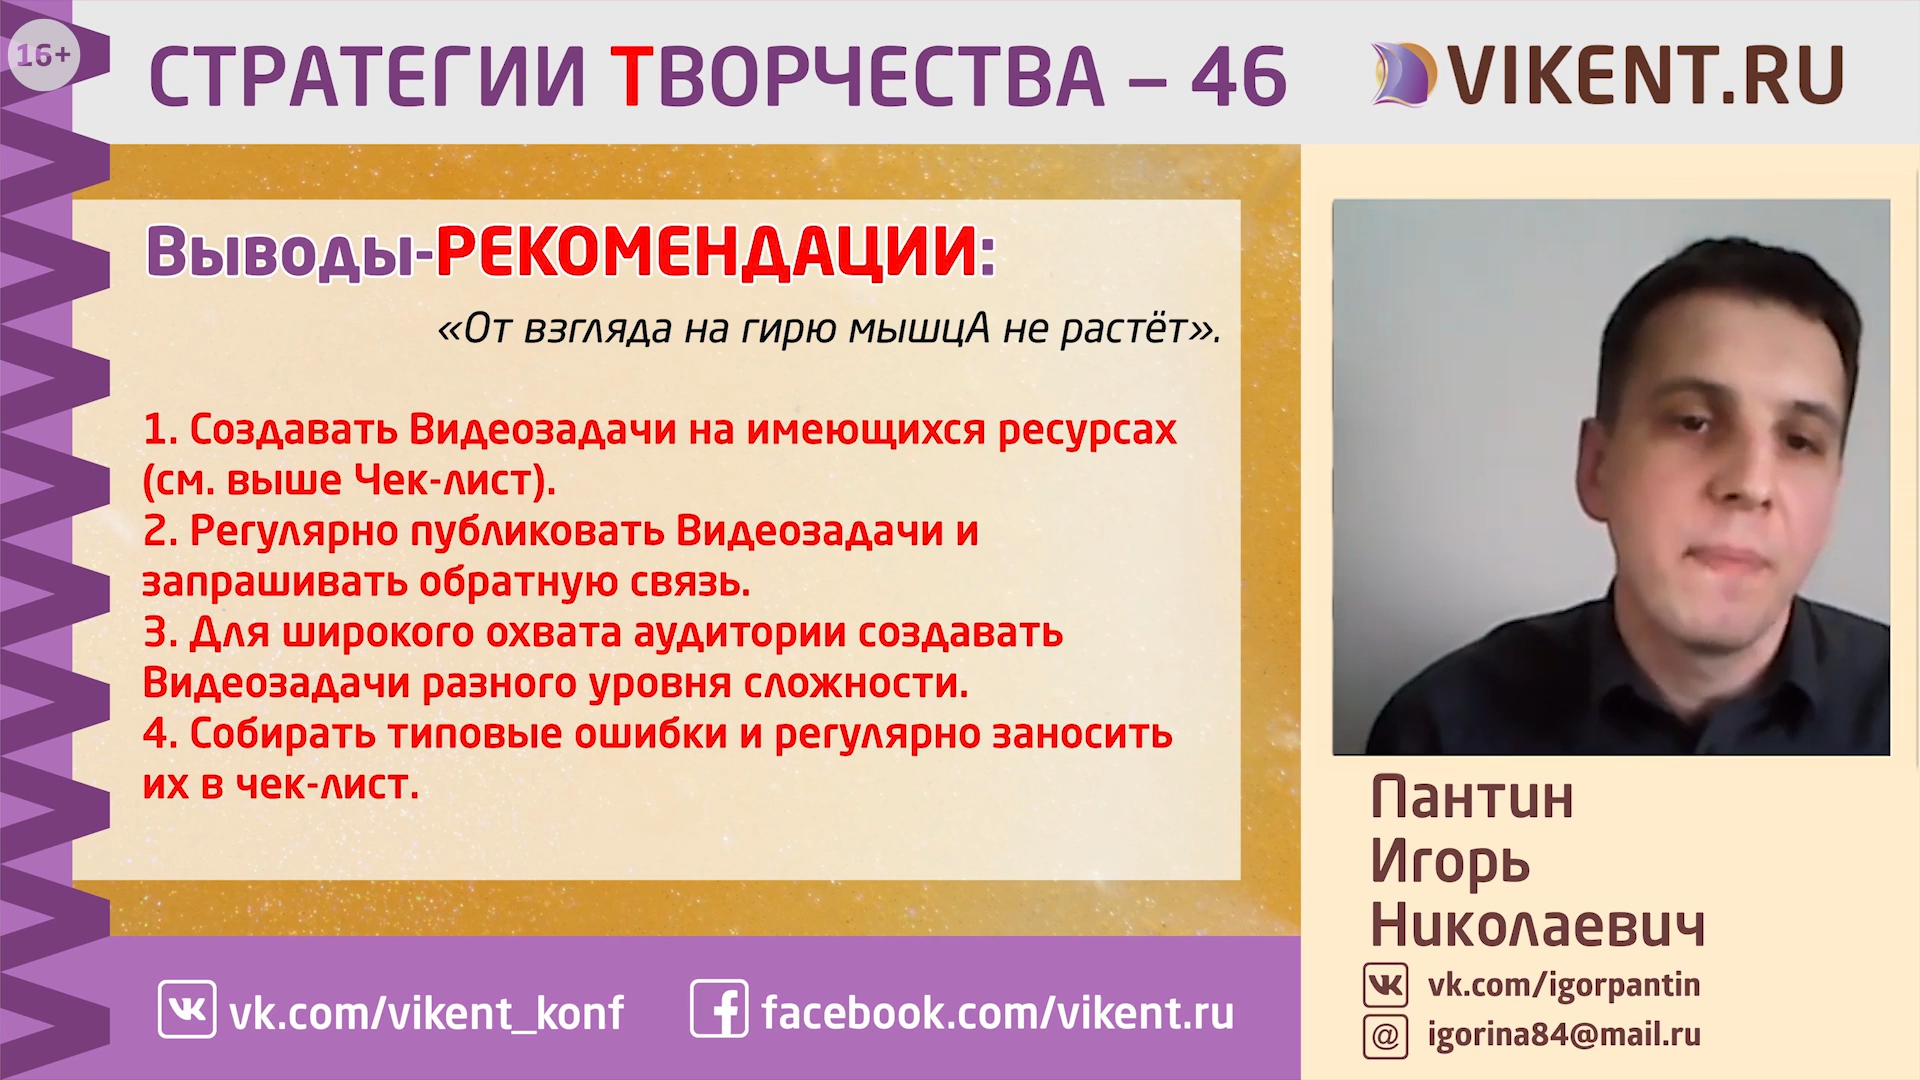 16+
СТРАТЕГИИ ТВОРЧЕСТВА – 46
VIKENT.RU
Выводы-РЕКОМЕНДАЦИИ:
«От взгляда на гирю мышцА не растёт».
1. Создавать Видеозадачи на имеющихся ресурсах
(см. выше Чек-лист).
2. Регулярно публиковать Видеозадачи и
запрашивать обратную связь.
3. Для широкого охвата аудитории создавать
Видеозадачи разного уровня сложности.
4. Собирать типовые ошибки и регулярно заносить
их в чек-лист.
Пантин
Игорь
Николаевич
vk.com/igorpantin
igorina84@mail.ru
vk.com/vikent_konf
facebook.com/vikent.ru